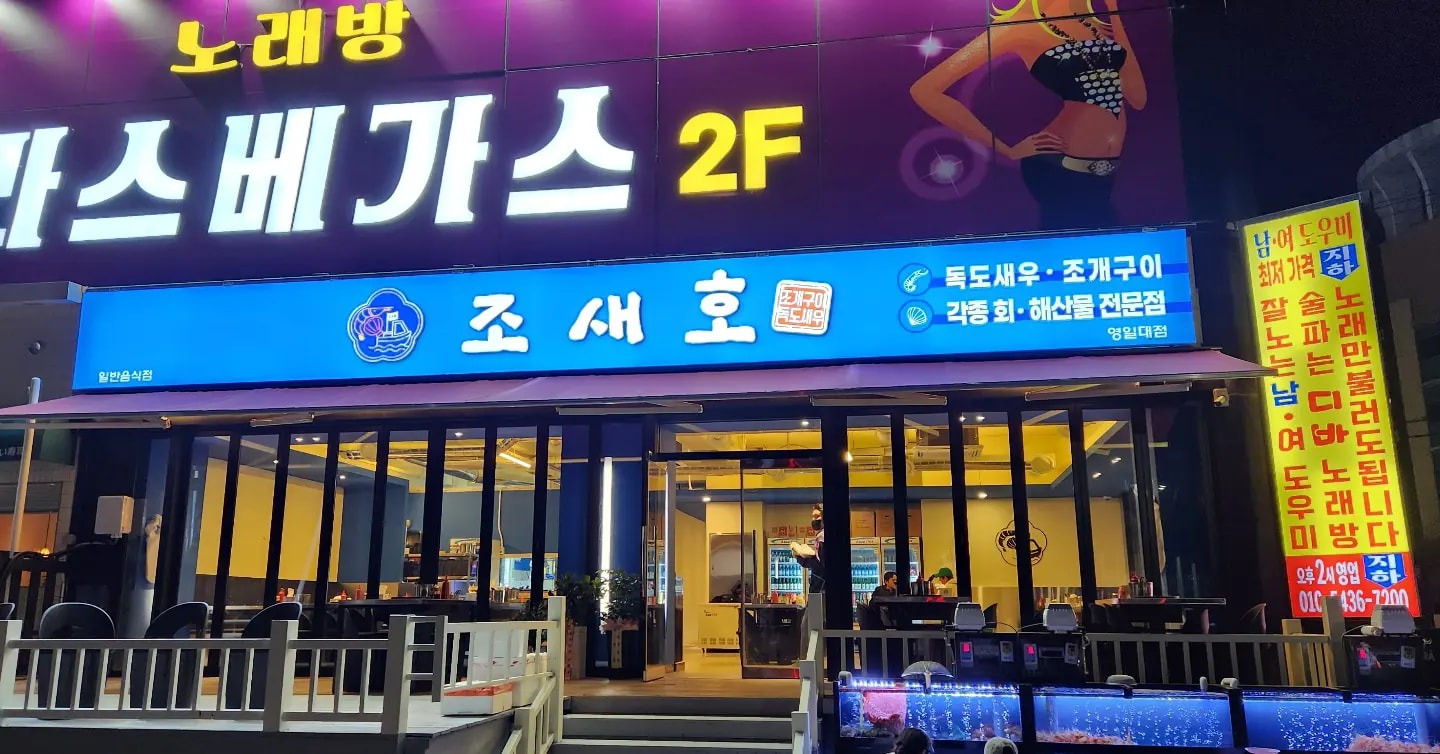 노래방
라스베가스 2F
조새호
조개구이
독도새우
독도새우 · 조개구이
각종 회 · 해산물 전문점
영일대점
일반음식점
남·여 도우미
최저 가격 지하
노래만불러도됩니다
술파는 디바 노래방
잘노는 남·여 도우미
오후 2시 영업 지하
010-5436-7200